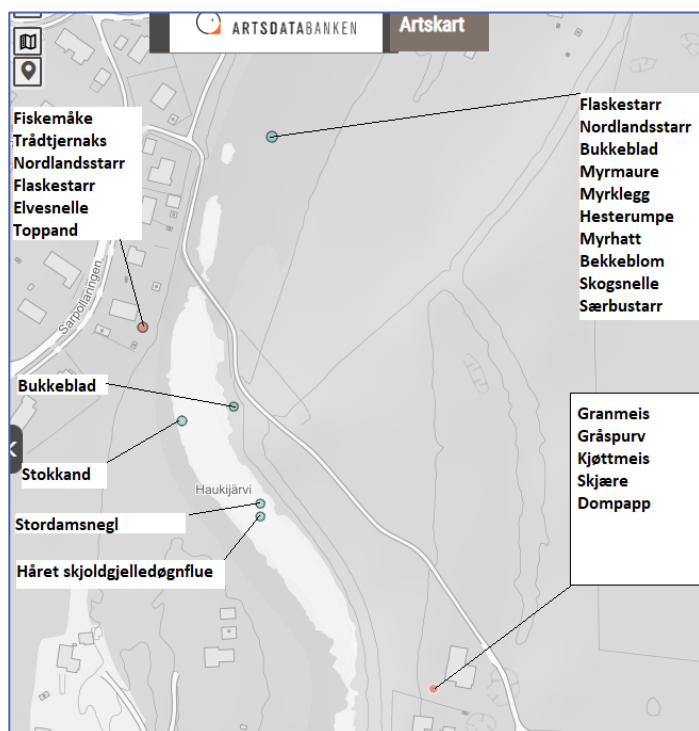 ARTSDATABANKEN
Artskart
Fiskemåke
Trådtjernaks
Nordlandsstarr
Flaskestarr
Elvesnelle
Toppand
Flaskestarr
Nordlandsstarr
Bukkeblad
Myrmaure
Myrklegg
Hesterumpe
Myrhatt
Bekkeblom
Skogsnelle
Særbustarr
Sarpollaringen
Bukkeblad
Stokkand
Haukijärvi
Stordamsnegl
Håret skjoldgjelledøgnflue
Granmeis
Gråspurv
Kjøttmeis
Skjære
Dompapp